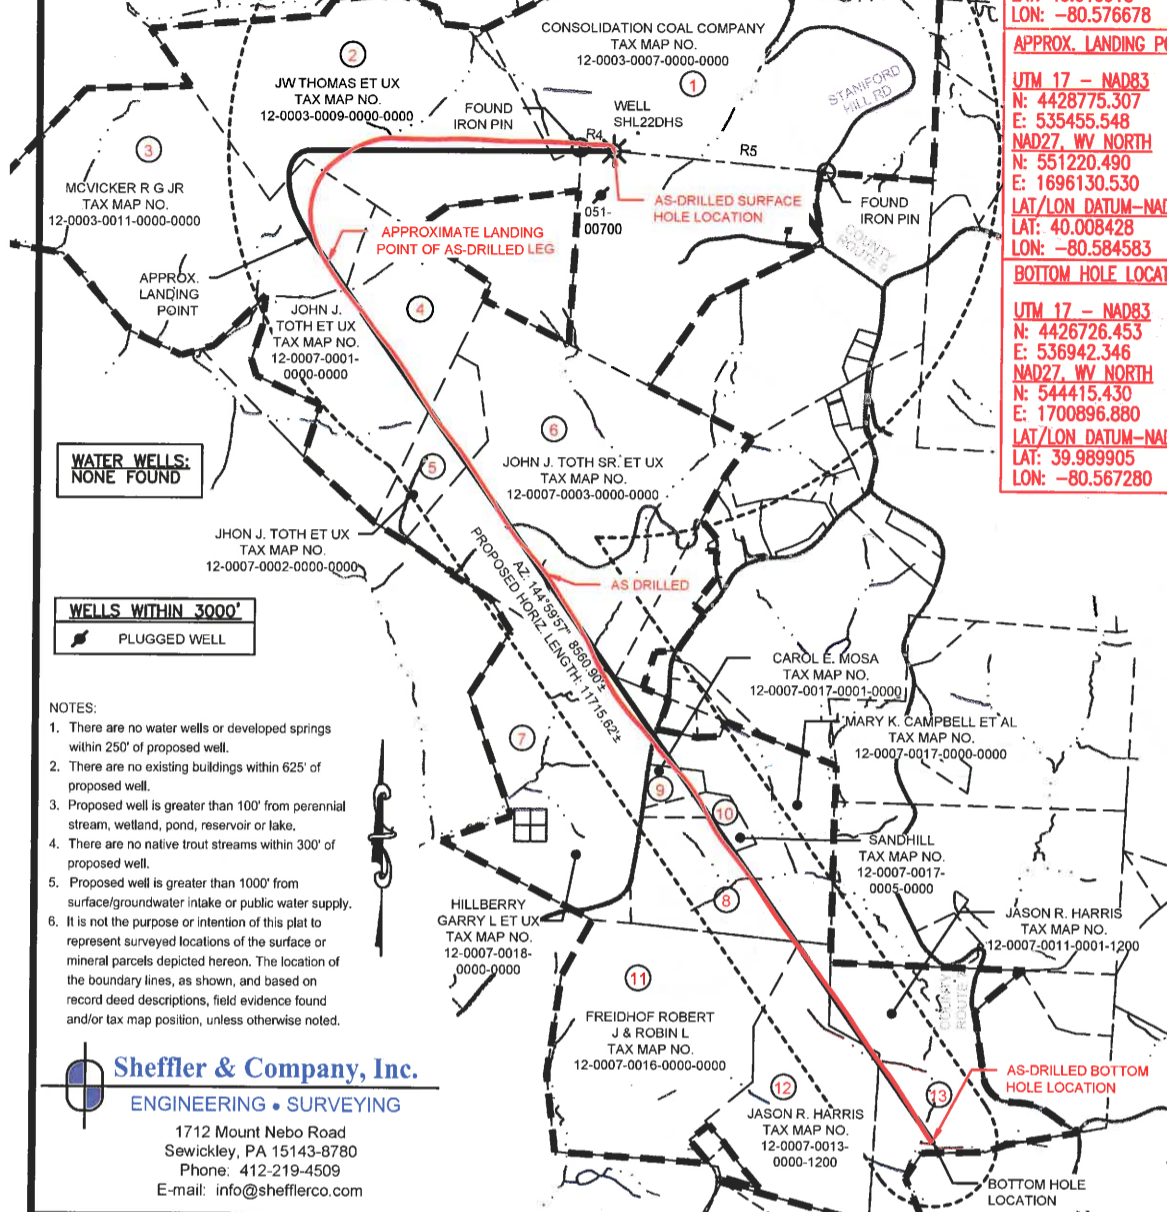 CONSOLIDATION COAL COMPANY
TAX MAP NO.
12-0003-0007-0000-0000
1
2
JW THOMAS ET UX
TAX MAP NO.
12-0003-0009-0000-0000
FOUND
IRON PIN
WELL
SHL22DHS
R4
R5
STANIFORD
HILL RD
3
MCVICKER R G JR
TAX MAP NO.
12-0003-0011-0000-0000
051-
00700
AS-DRILLED SURFACE
HOLE LOCATION
FOUND
IRON PIN
COUNTY
ROUTE 9
APPROXIMATE LANDING
POINT OF AS-DRILLED LEG
APPROX.
LANDING
POINT
4
JOHN J.
TOTH ET UX
TAX MAP NO.
12-0007-0001-
0000-0000
LON: -80.576678
APPROX. LANDING PO
UTM 17 - NAD83
N: 4428775.307
E: 535455.548
NAD27, WV NORTH
N: 551220.490
E: 1696130.530
LAT/LON DATUM-NAD
LAT: 40.008428
LON: -80.584583
BOTTOM HOLE LOCAT
UTM 17 - NAD83
N: 4426726.453
E: 536942.346
NAD27, WV NORTH
N: 544415.430
E: 1700896.880
LAT/LON DATUM-NAD
LAT: 39.989905
LON: -80.567280
6
JOHN J. TOTH SR. ET UX
TAX MAP NO.
12-0007-0003-0000-0000
5
WATER WELLS:
NONE FOUND
JHON J. TOTH ET UX
TAX MAP NO.
12-0007-0002-0000-0000
AZ: 144°59'57" 8560.90'±
PROPOSED HORIZ. LENGTH: 11715.62'±
AS DRILLED
WELLS WITHIN 3000'
PLUGGED WELL
CAROL E. MOSA
TAX MAP NO.
12-0007-0017-0001-0000
MARY K. CAMPBELL ET AL
TAX MAP NO.
12-0007-0017-0000-0000
7
9
10
SANDHILL
TAX MAP NO.
12-0007-0017-
0005-0000
8
NOTES:
1. There are no water wells or developed springs
within 250' of proposed well.
2. There are no existing buildings within 625' of
proposed well.
3. Proposed well is greater than 100' from perennial
stream, wetland, pond, reservoir or lake.
4. There are no native trout streams within 300' of
proposed well.
5. Proposed well is greater than 1000' from
surface/groundwater intake or public water supply.
6. It is not the purpose or intention of this plat to
represent surveyed locations of the surface or
mineral parcels depicted hereon. The location of
the boundary lines, as shown, and based on
record deed descriptions, field evidence found
and/or tax map position, unless otherwise noted.
HILLBERRY
GARRY L ET UX
TAX MAP NO.
12-0007-0018-
0000-0000
JASON R. HARRIS
TAX MAP NO.
12-0007-0011-0001-1200
COUNTY
ROUTE
11
FREIDHOF ROBERT
J & ROBIN L
TAX MAP NO.
12-0007-0016-0000-0000
12
JASON R. HARRIS
TAX MAP NO.
12-0007-0013-
0000-1200
13
AS-DRILLED BOTTOM
HOLE LOCATION
BOTTOM HOLE
LOCATION
Sheffler & Company, Inc.
ENGINEERING • SURVEYING
1712 Mount Nebo Road
Sewickley, PA 15143-8780
Phone: 412-219-4509
E-mail: info@shefflerco.com